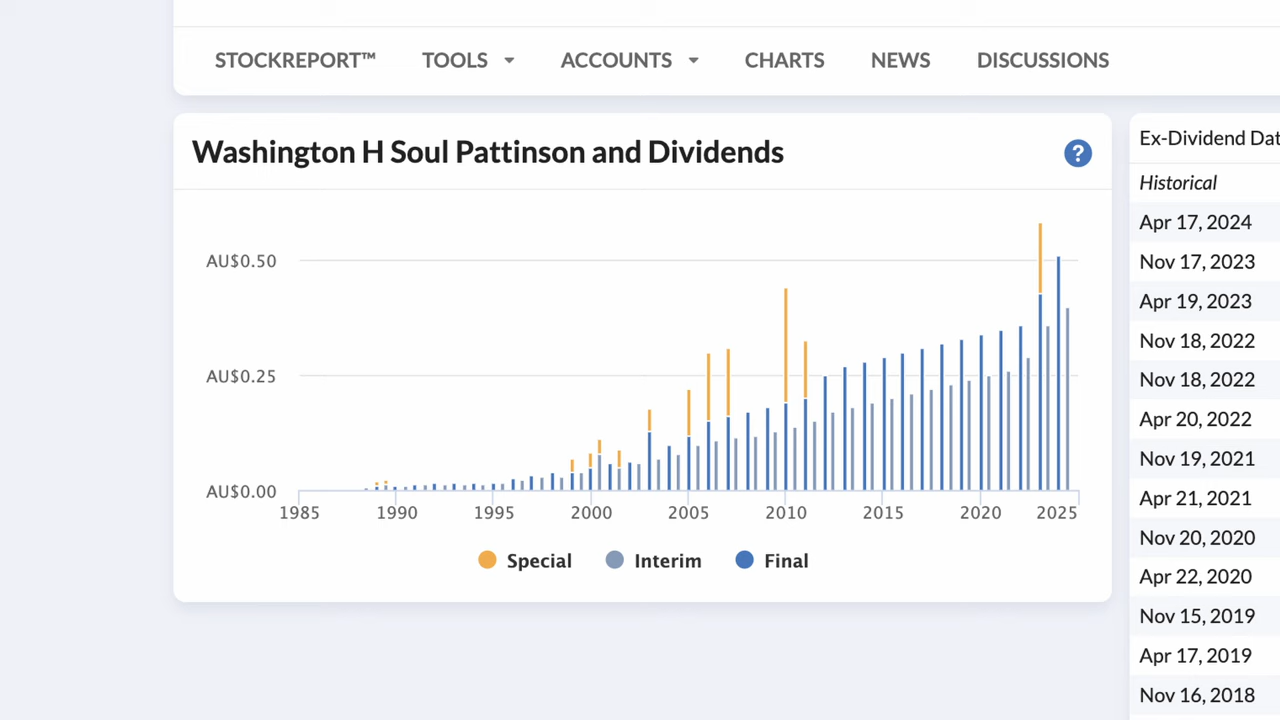 STOCKREPORT™ TOOLS ACCOUNTS CHARTS NEWS DISCUSSIONS
Washington H Soul Pattinson and Dividends
?
AU$0.50
AU$0.25
AU$0.00
1985 1990 1995 2000 2005 2010 2015 2020 2025
Special Interim Final
Ex-Dividend Dat
Historical
Apr 17, 2024
Nov 17, 2023
Apr 19, 2023
Nov 18, 2022
Nov 18, 2022
Apr 20, 2022
Nov 19, 2021
Apr 21, 2021
Nov 20, 2020
Apr 22, 2020
Nov 15, 2019
Apr 17, 2019
Nov 16, 2018